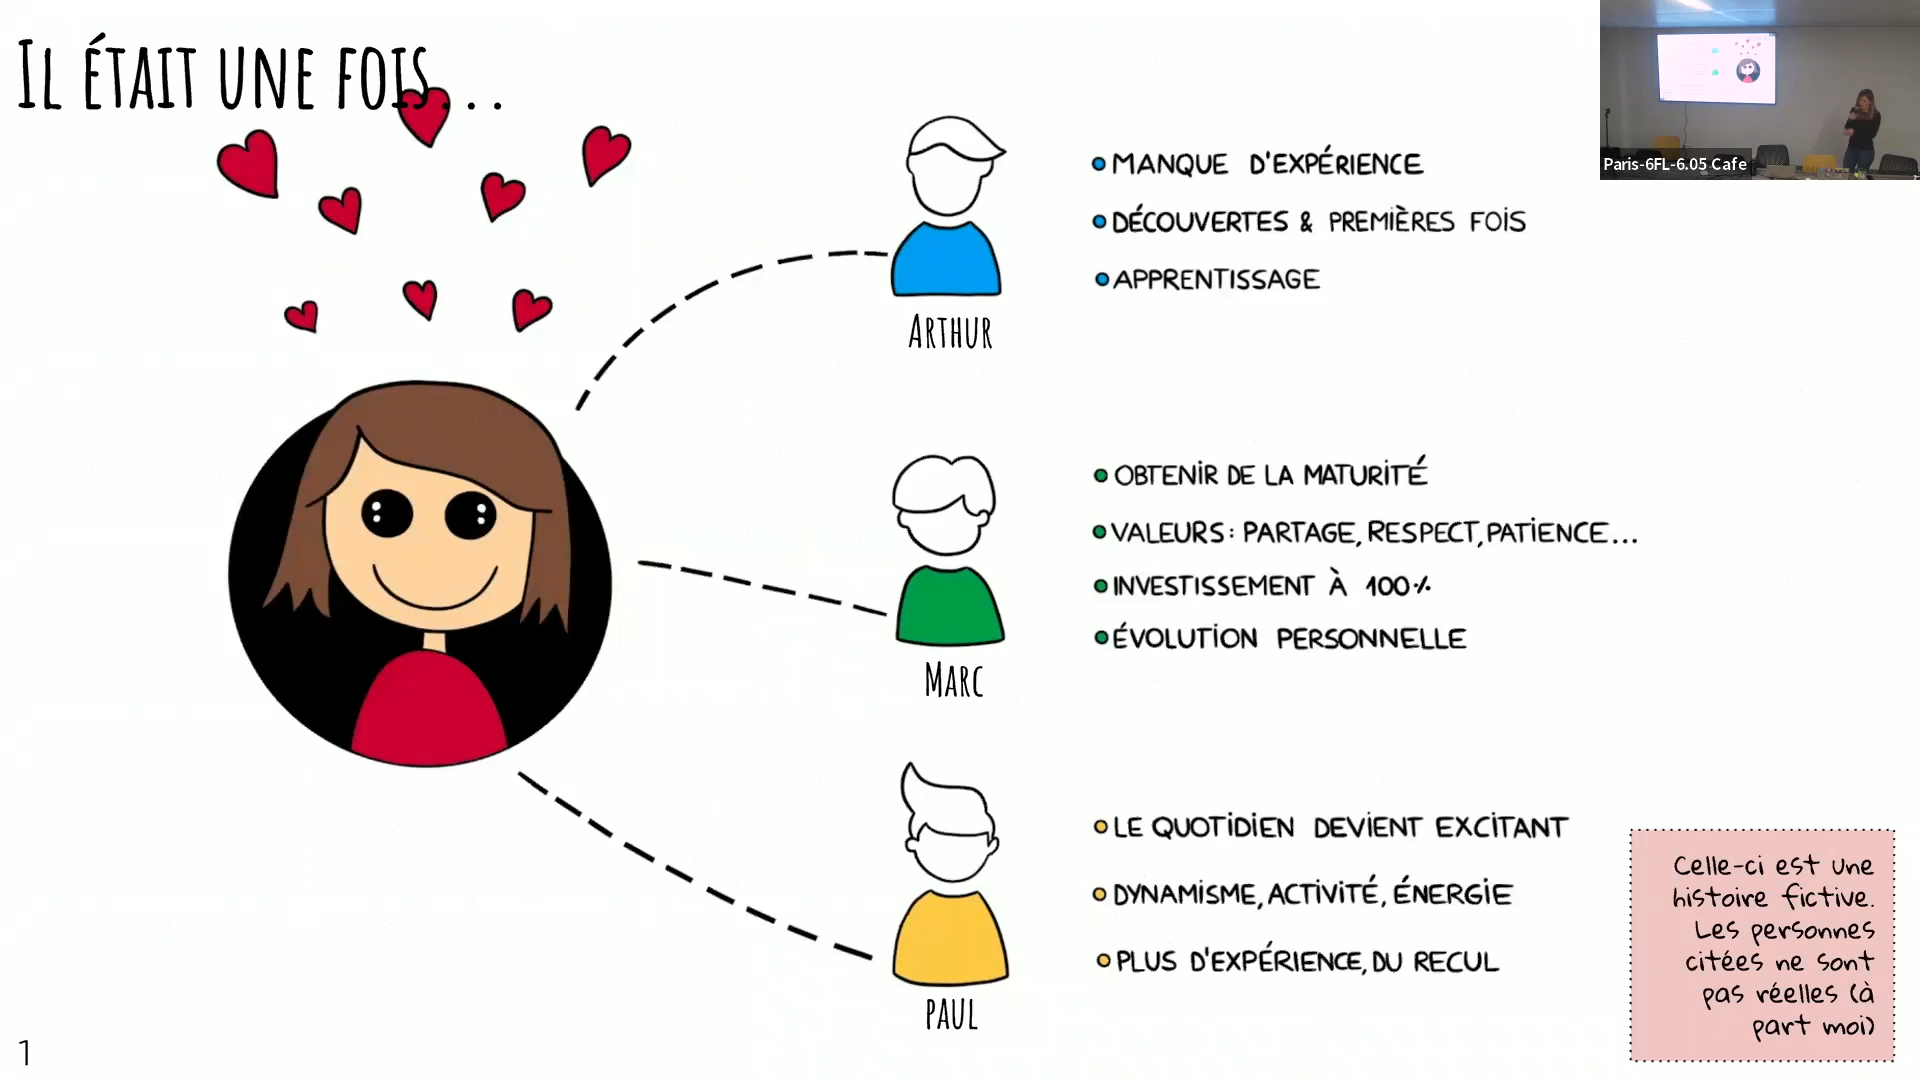 Il était une fois...
Paris-6FL-6.05 Cafe
MANQUE D'EXPÉRIENCE
DÉCOUVERTES & PREMIÈRES FOIS
APPRENTISSAGE
Arthur
OBTENIR DE LA MATURITÉ
VALEURS: PARTAGE, RESPECT, PATIENCE...
INVESTISSEMENT À 100%
ÉVOLUTION PERSONNELLE
Marc
LE QUOTIDIEN DEVIENT EXCITANT
DYNAMISME, ACTIVITÉ, ÉNERGIE
PLUS D'EXPÉRIENCE, DU RECUL
PAUL
Celle-ci est une
histoire fictive.
Les personnes
citées ne sont
pas réelles (à
part moi)
1